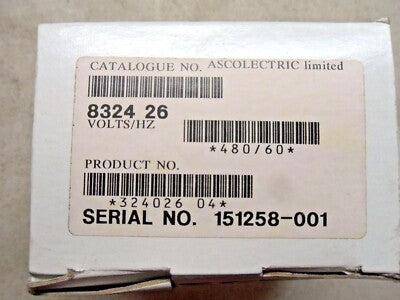 CATALOGUE NO. ASCOLECTRIC limited
8324 26
VOLTS/HZ
*480/60*
PRODUCT NO.
*324026 04*
SERIAL NO. 151258-001